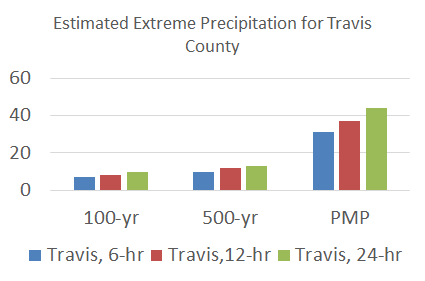 Estimated Extreme Precipitation for Travis
County
60
40
20
0
100-yr 500-yr PMP
Travis, 6-hr Travis,12-hr Travis, 24-hr